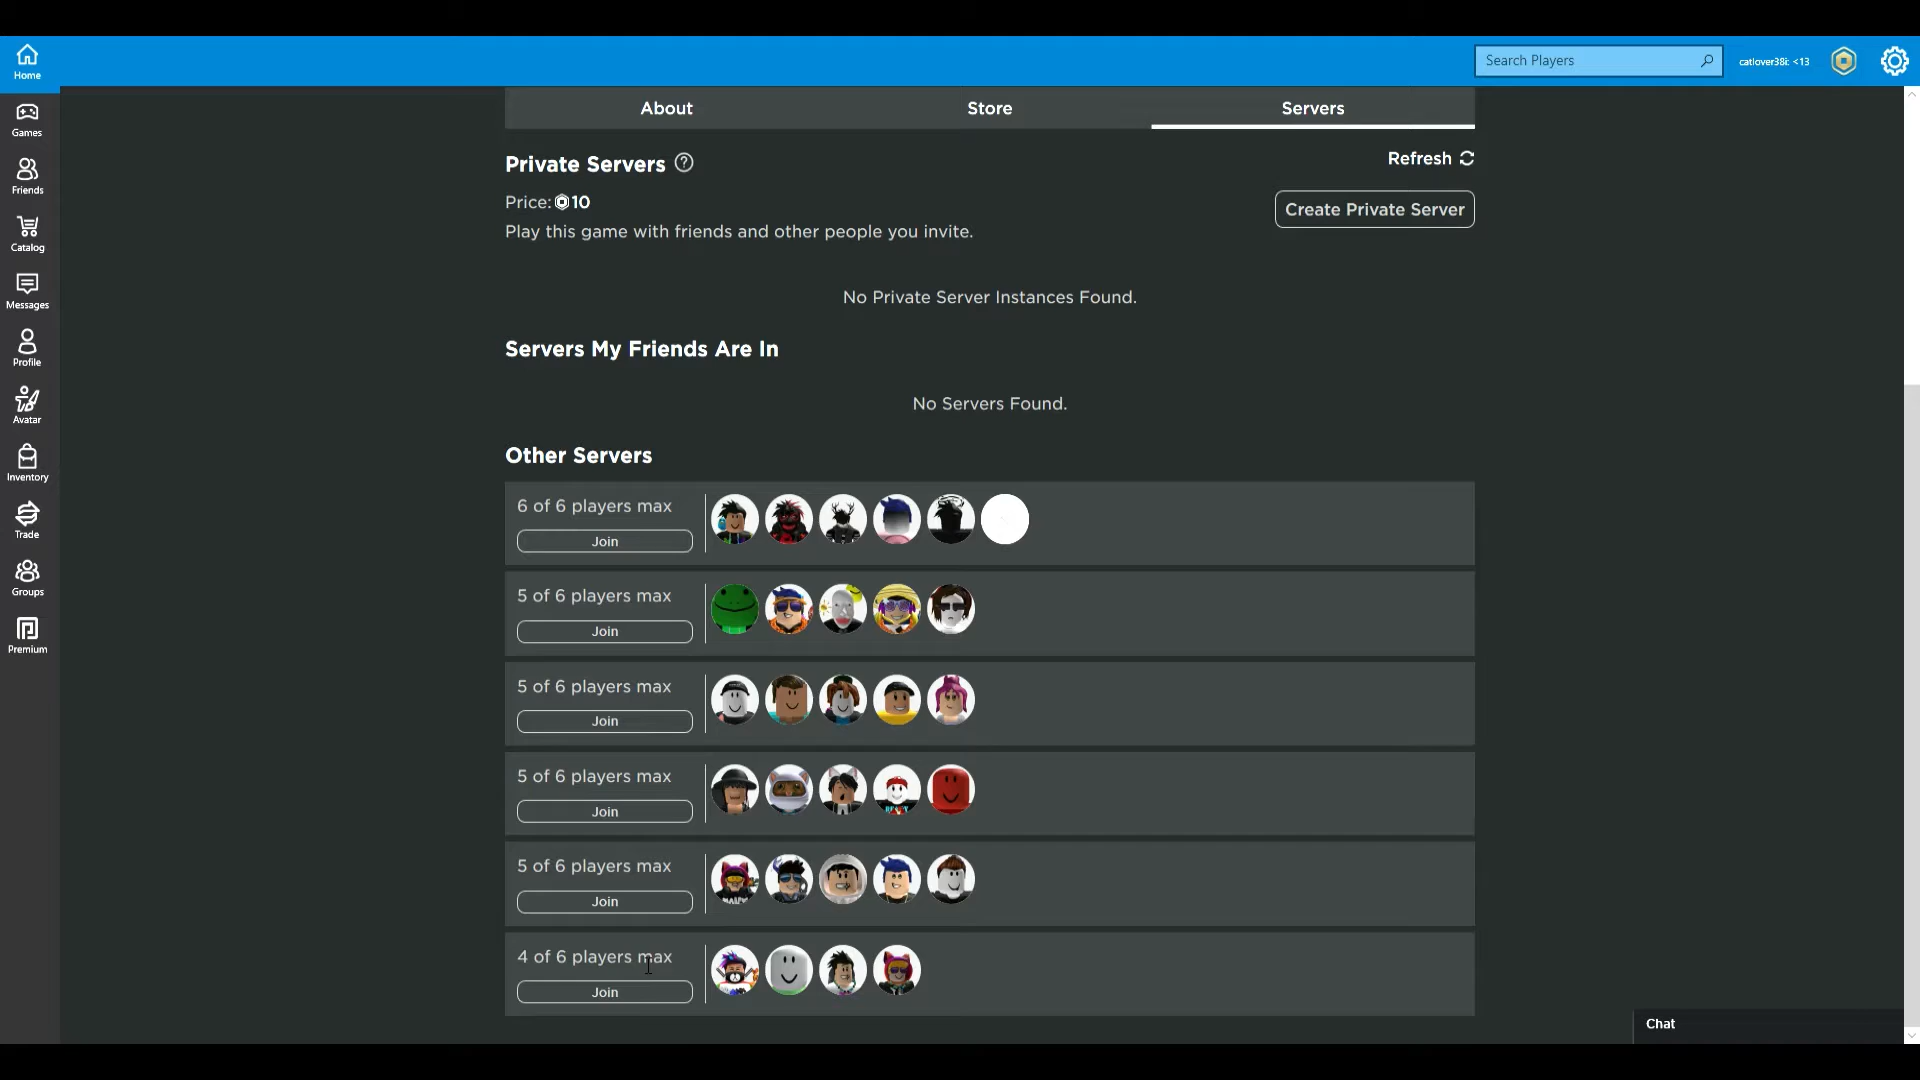 Home
Search Players
catlover38i: <13
Games
Friends
Catalog
Messages
Profile
Avatar
Inventory
Trade
Groups
Premium
About Store Servers
Private Servers ?
Refresh
Price: 10
Create Private Server
Play this game with friends and other people you invite.
No Private Server Instances Found.
Servers My Friends Are In
No Servers Found.
Other Servers
6 of 6 players max
Join
5 of 6 players max
Join
5 of 6 players max
Join
5 of 6 players max
Join
5 of 6 players max
Join
4 of 6 players max
Join
Chat